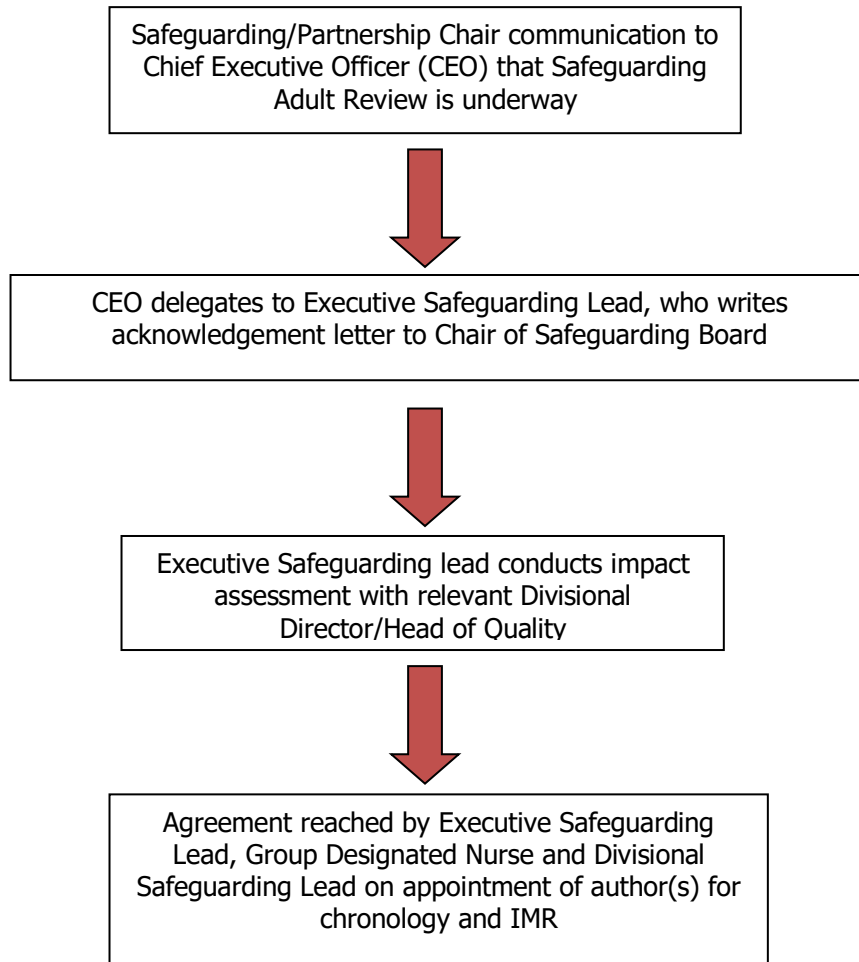 Safeguarding/Partnership Chair communication to
Chief Executive Officer (CEO) that Safeguarding
Adult Review is underway
CEO delegates to Executive Safeguarding Lead, who writes
acknowledgement letter to Chair of Safeguarding Board
Executive Safeguarding lead conducts impact
assessment with relevant Divisional
Director/Head of Quality
Agreement reached by Executive Safeguarding
Lead, Group Designated Nurse and Divisional
Safeguarding Lead on appointment of author(s) for
chronology and IMR